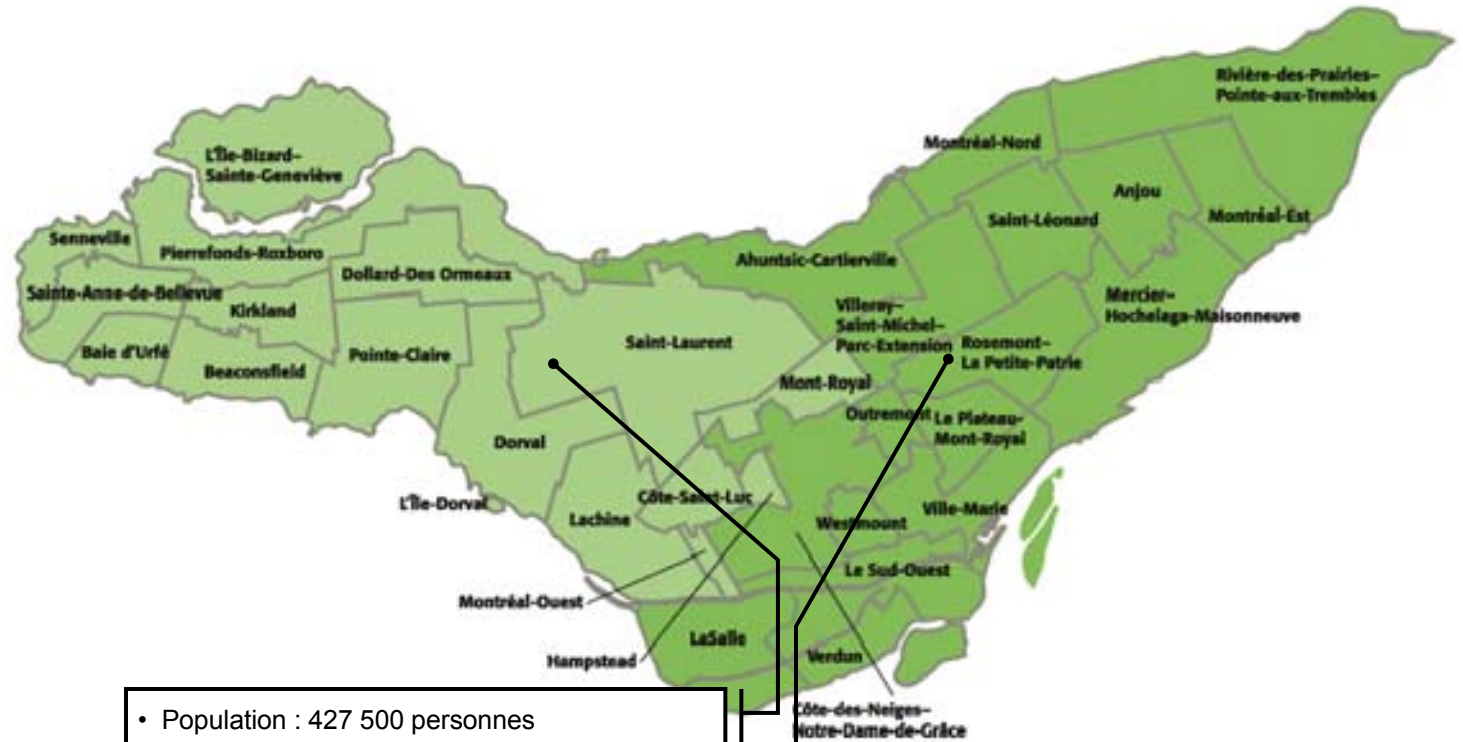 Rivière-des-Prairies–
Pointe-aux-Trembles
Montréal-Nord
L'Île-Bizard–
Sainte-Geneviève
Anjou
Saint-Léonard
Montréal-Est
Senneville
Pierrefonds-Roxboro
Ahuntsic-Cartierville
Dollard-Des Ormeaux
Sainte-Anne-de-Bellevue
Kirkland
Villeray–
Saint-Michel–
Parc-Extension
Mercier–
Hochelaga-Maisonneuve
Baie d'Urfé
Beaconsfield
Pointe-Claire
Saint-Laurent
Rosemont–
La Petite-Patrie
Mont-Royal
Outremont
Le Plateau-
Mont-Royal
Dorval
L'Île-Dorval
Côte-Saint-Luc
Lachine
Westmount
Ville-Marie
Le Sud-Ouest
Montréal-Ouest
LaSalle
Hampstead
Verdun
Côte-des-Neiges–
Notre-Dame-de-Grâce
• Population : 427 500 personnes